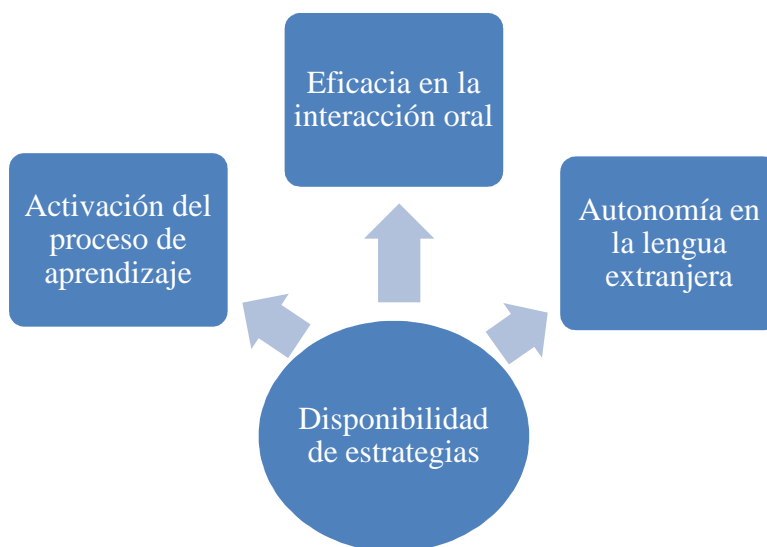 Eficacia en la
interacción oral
Activación del
proceso de
aprendizaje
Autonomía en
la lengua
extranjera
Disponibilidad
de estrategias